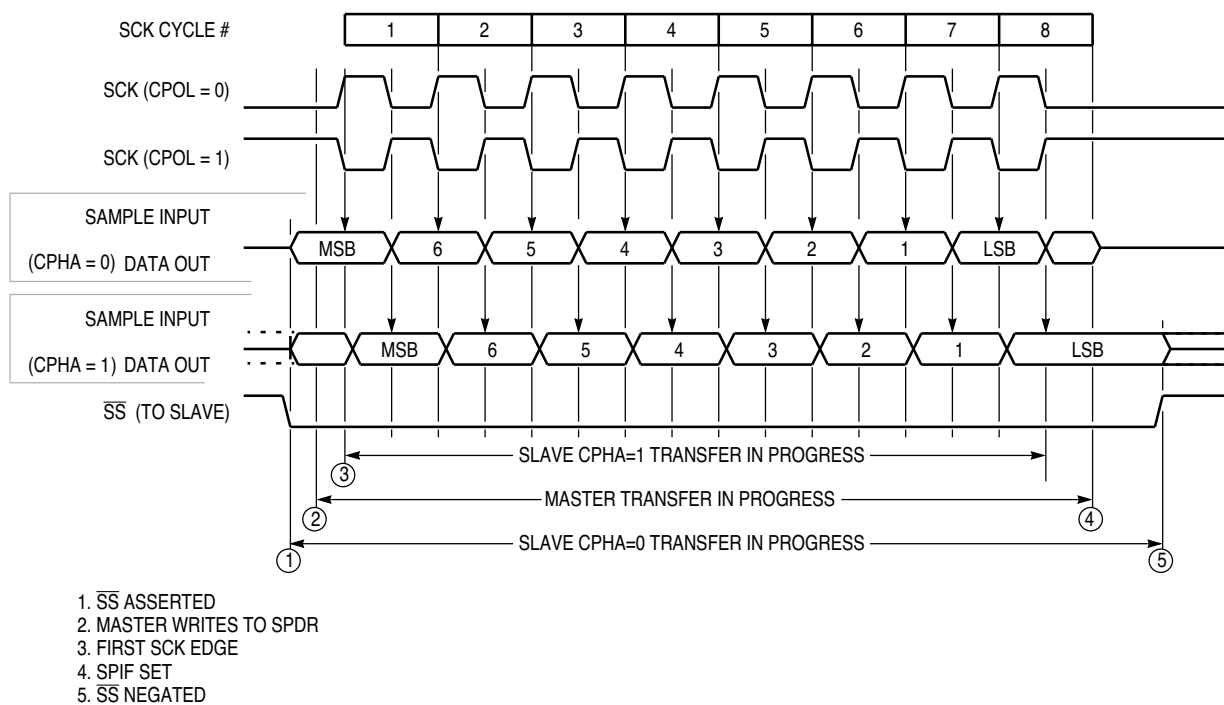 SCK CYCLE # 1 2 3 4 5 6 7 8
SCK (CPOL = 0)
SCK (CPOL = 1)
SAMPLE INPUT
(CPHA = 0) DATA OUT MSB 6 5 4 3 2 1 LSB
SAMPLE INPUT
(CPHA = 1) DATA OUT MSB 6 5 4 3 2 1 LSB
SS (TO SLAVE)
SLAVE CPHA=1 TRANSFER IN PROGRESS
3
MASTER TRANSFER IN PROGRESS
2 4
SLAVE CPHA=0 TRANSFER IN PROGRESS
1 5
1. SS ASSERTED
2. MASTER WRITES TO SPDR
3. FIRST SCK EDGE
4. SPIF SET
5. SS NEGATED